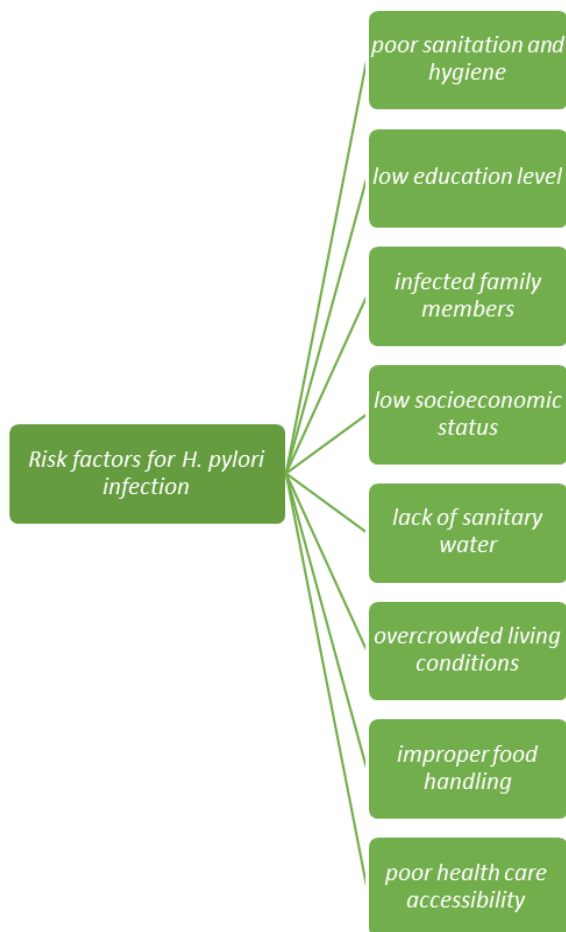 poor sanitation and
hygiene
low education level
infected family
members
low socioeconomic
status
Risk factors for H. pylori
infection
lack of sanitary
water
overcrowded living
conditions
improper food
handling
poor health care
accessibility